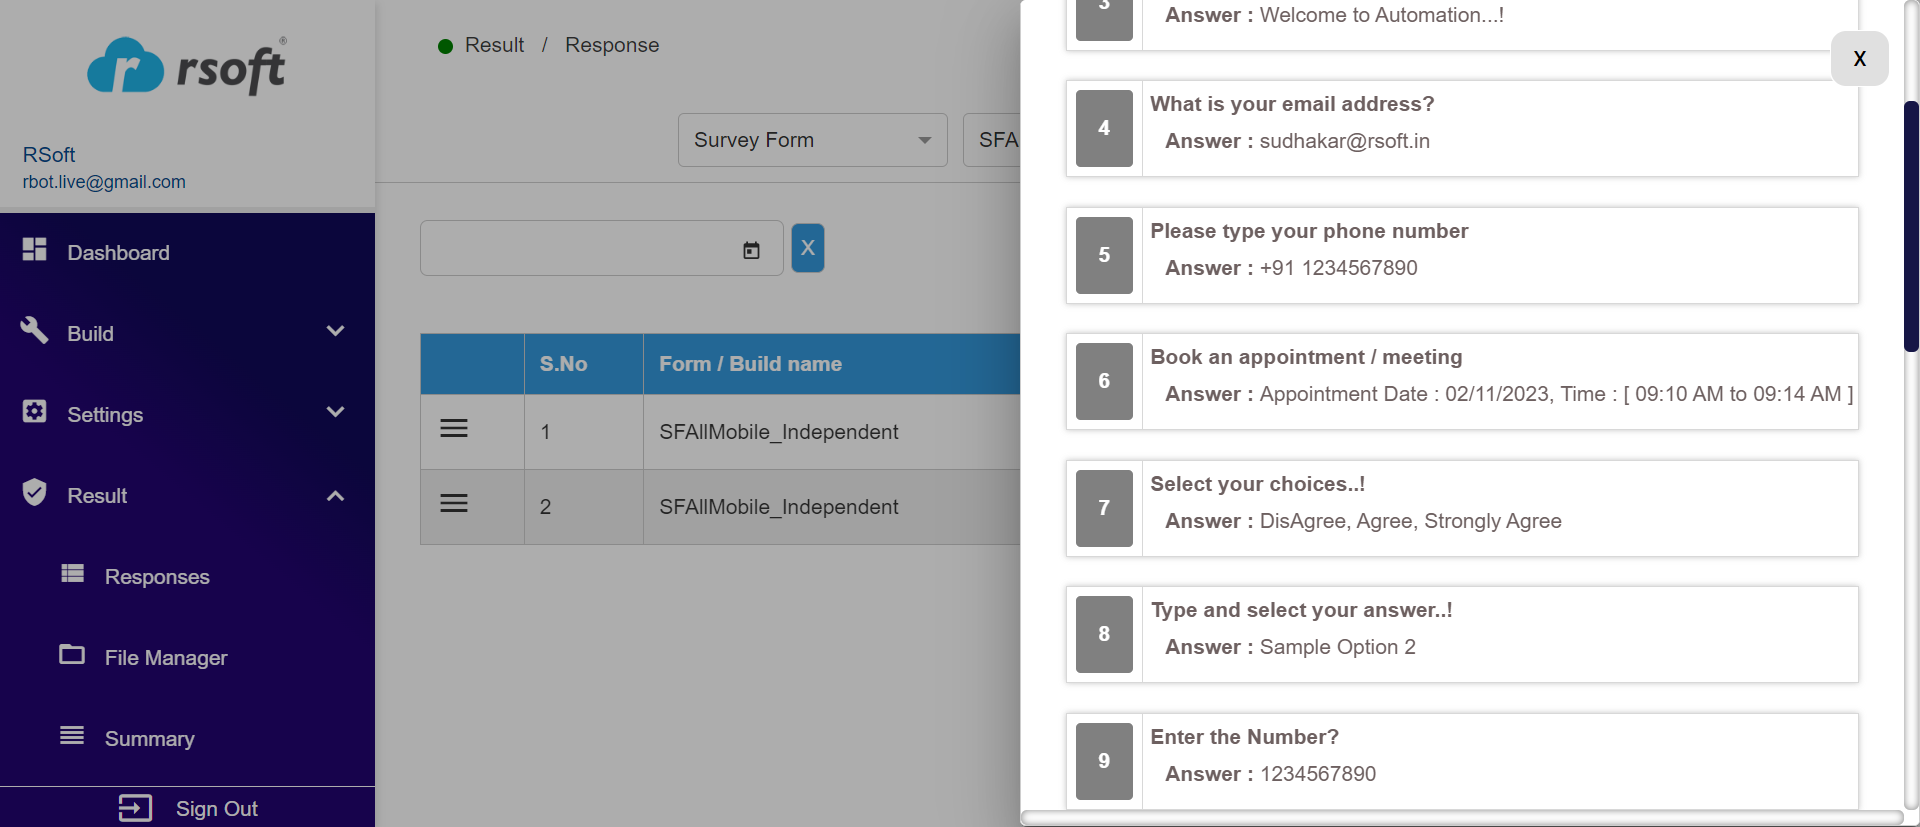 rsoft®
RSoft
rbot.live@gmail.com
Dashboard
Build
Settings
Result
Responses
File Manager
Summary
Sign Out
Result / Response
Survey Form
SFA
X
S.No
Form / Build name
1
SFAllMobile_Independent
2
SFAllMobile_Independent
X
3
Answer : Welcome to Automation...!
4
What is your email address?
Answer : sudhakar@rsoft.in
5
Please type your phone number
Answer : +91 1234567890
6
Book an appointment / meeting
Answer : Appointment Date : 02/11/2023, Time : [ 09:10 AM to 09:14 AM ]
7
Select your choices..!
Answer : DisAgree, Agree, Strongly Agree
8
Type and select your answer..!
Answer : Sample Option 2
9
Enter the Number?
Answer : 1234567890